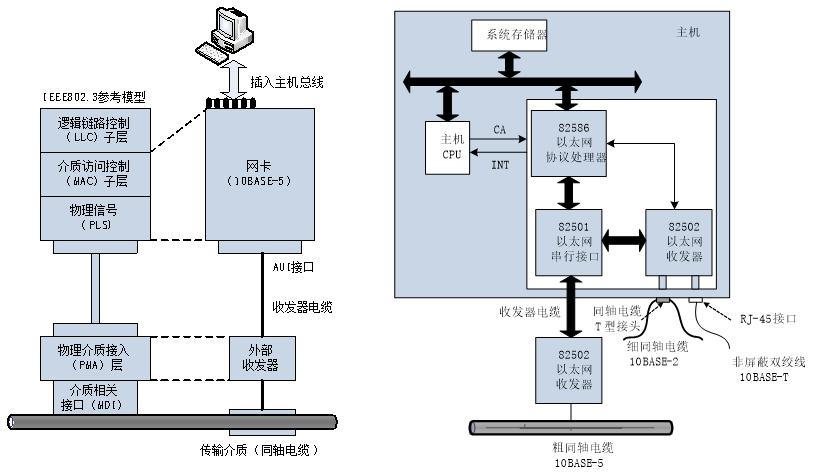 插入主机总线
IEEE802.3参考模型
逻辑链路控制
(LLC)子层
介质访问控制
(MAC)子层
物理信号
(PLS)
网卡
(10BASE-5)
AUI接口
收发器电缆
物理介质接入
(PMA)层
外部
收发器
介质相关
接口(MDI)
传输介质(同轴电缆)
主机
系统存储器
主机
CPU
CA
INT
82586
以太网
协议处理器
82501
以太网
串行接口
82502
以太网
收发器
收发器电缆
同轴电缆
T型接头
RJ-45接口
细同轴电缆
10BASE-2
非屏蔽双绞线
10BASE-T
82502
以太网
收发器
粗同轴电缆
10BASE-5